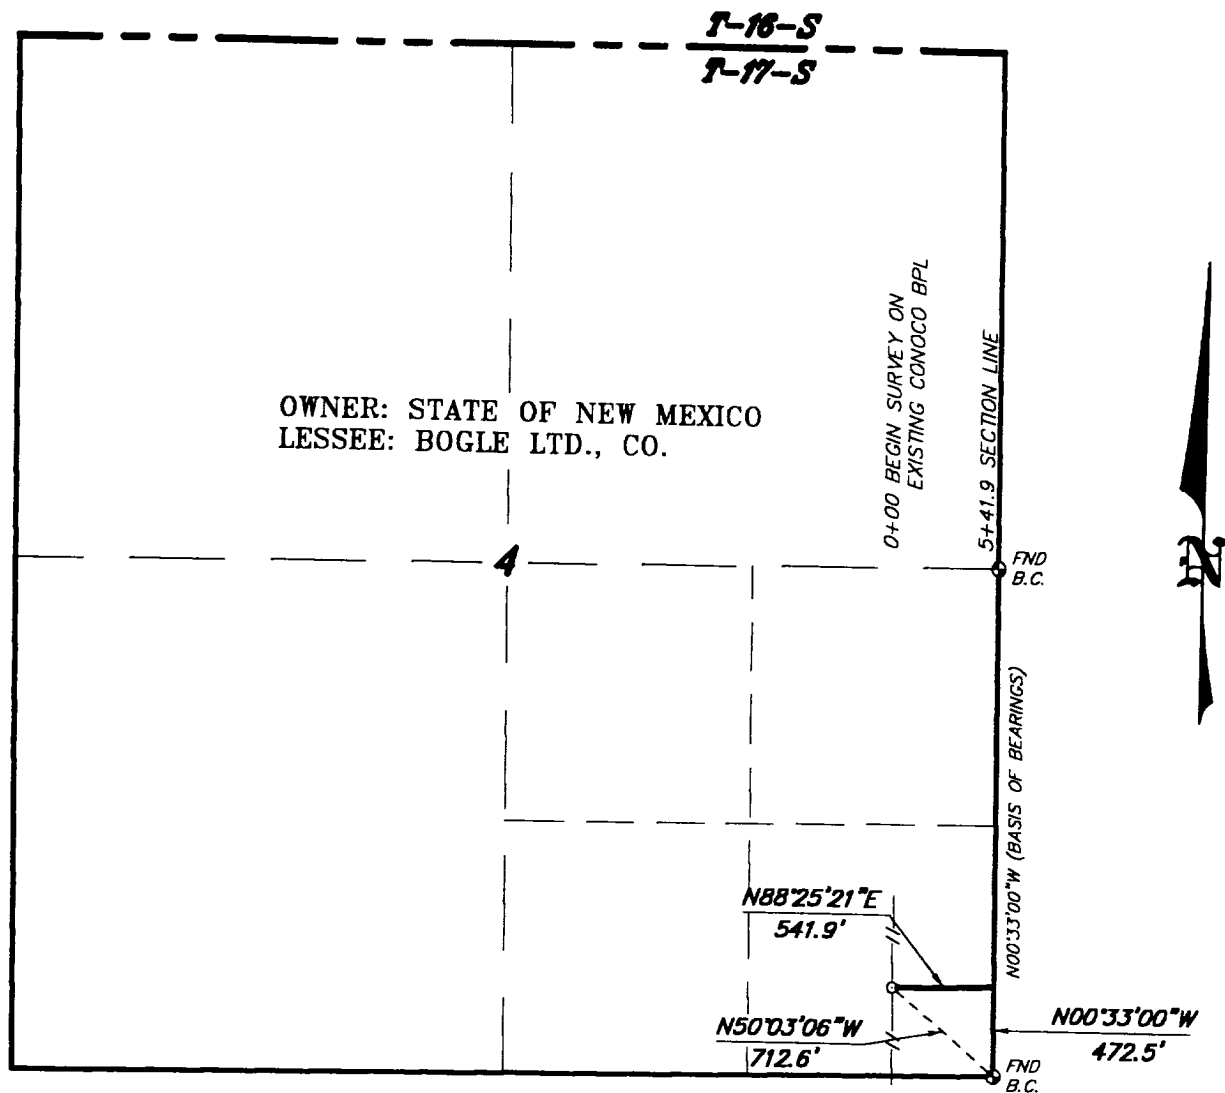 T-16-S
T-17-S
OWNER: STATE OF NEW MEXICO
LESSEE: BOGLE LTD., CO.
0+00 BEGIN SURVEY ON
EXISTING CONOCO BPL
5+41.9 SECTION LINE
4
FND
B.C.
N
N00°33'00"W (BASIS OF BEARINGS)
N88°25'21"E
541.9'
N50°03'06"W
712.6'
N00°33'00"W
472.5'
FND
B.C.